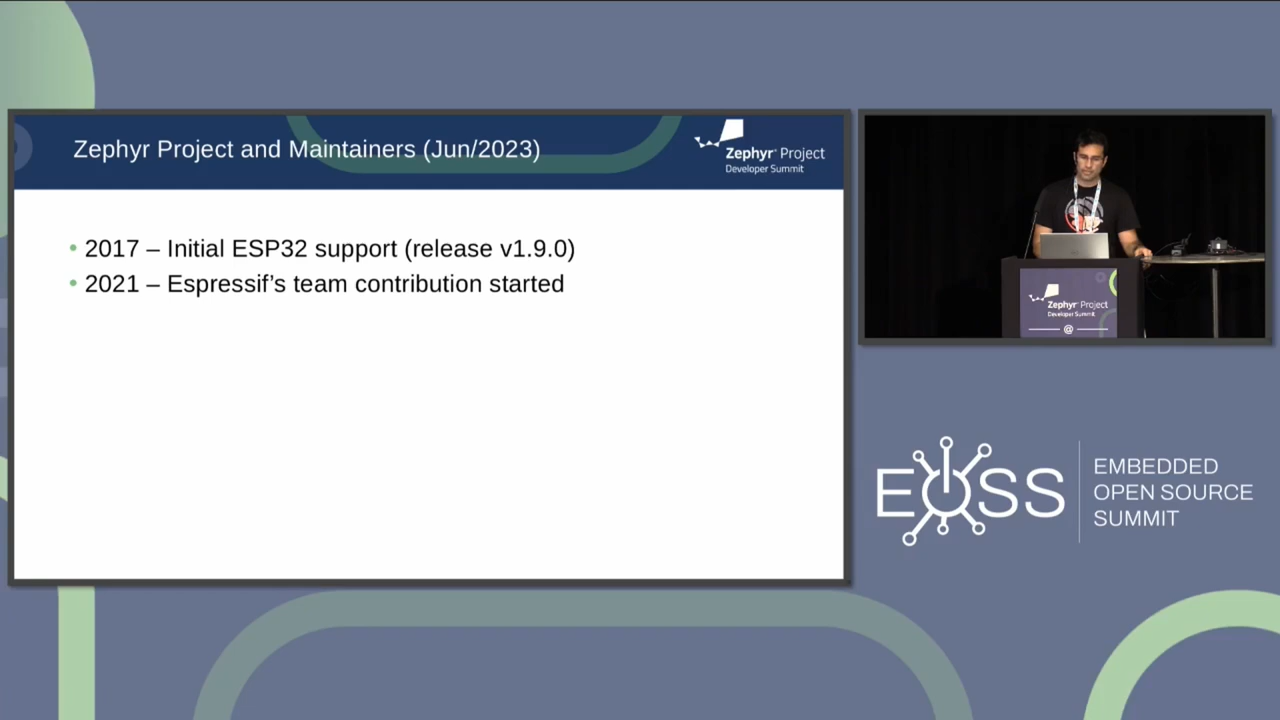 Zephyr Project and Maintainers (Jun/2023)
Zephyr® Project
Developer Summit
• 2017 – Initial ESP32 support (release v1.9.0)
• 2021 – Espressif’s team contribution started
Zephyr® Project
Developer Summit
@
EOSS
EMBEDDED
OPEN SOURCE
SUMMIT